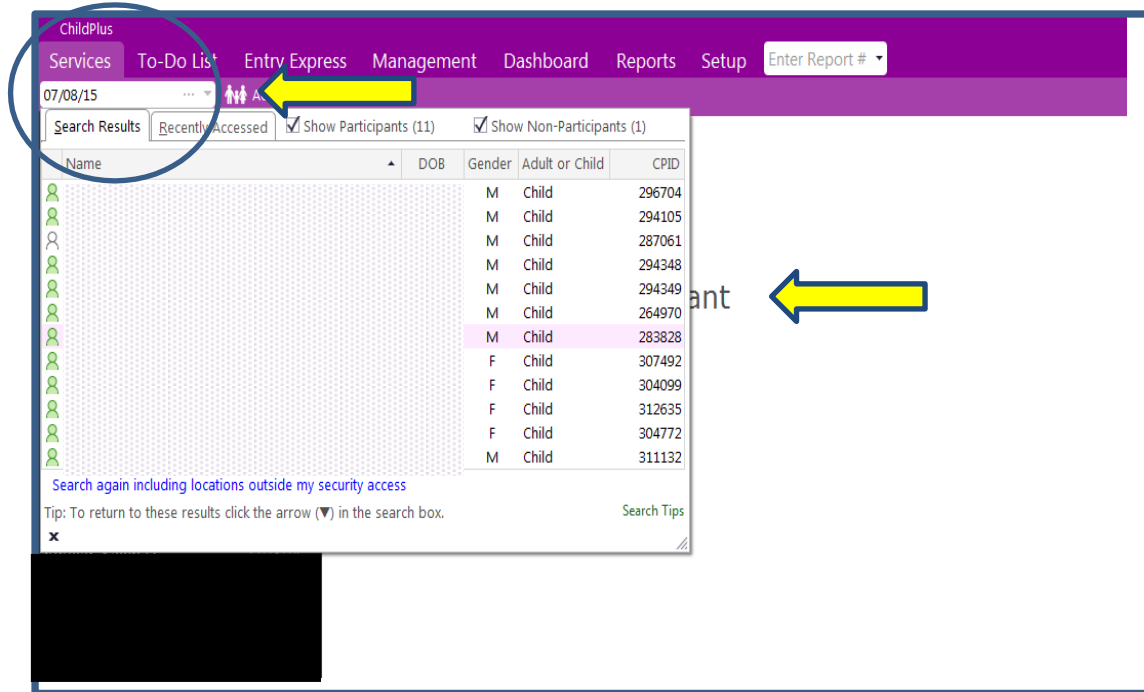 ChildPlus
Services To-Do List Entry Express Management Dashboard Reports Setup Enter Report #
07/08/15 ...
Search Results Recently Accessed Show Participants (11) Show Non-Participants (1)
Name DOB Gender Adult or Child CPID
M Child 296704
M Child 294105
M Child 287061
M Child 294348
M Child 294349
ant
M Child 264970
M Child 283828
F Child 307492
F Child 304099
F Child 312635
F Child 304772
M Child 311132
Search again including locations outside my security access
Tip: To return to these results click the arrow (▼) in the search box. Search Tips
x